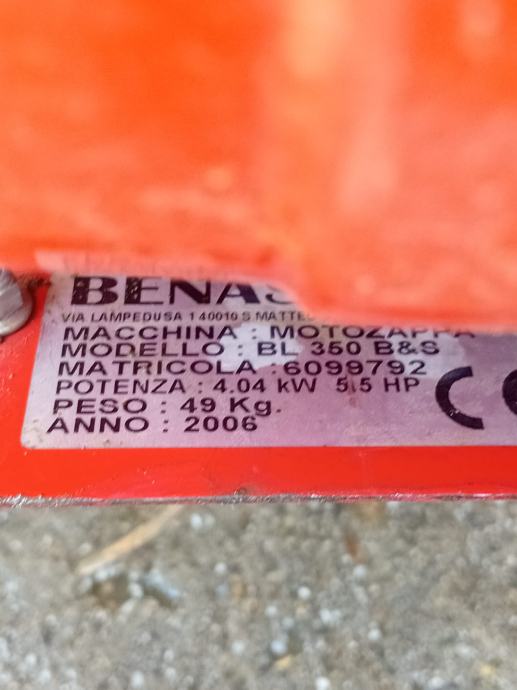 BENAS
VIA LAMPEDUSA 1 40010 S.MATTE
MACCHINA : MOTOZAPPA
MODELLO : BL 350 B&S
MATRICOLA : 6099792
POTENZA : 4.04 kW 5.5 HP
PESO : 49 Kg.
ANNO : 2006
CE